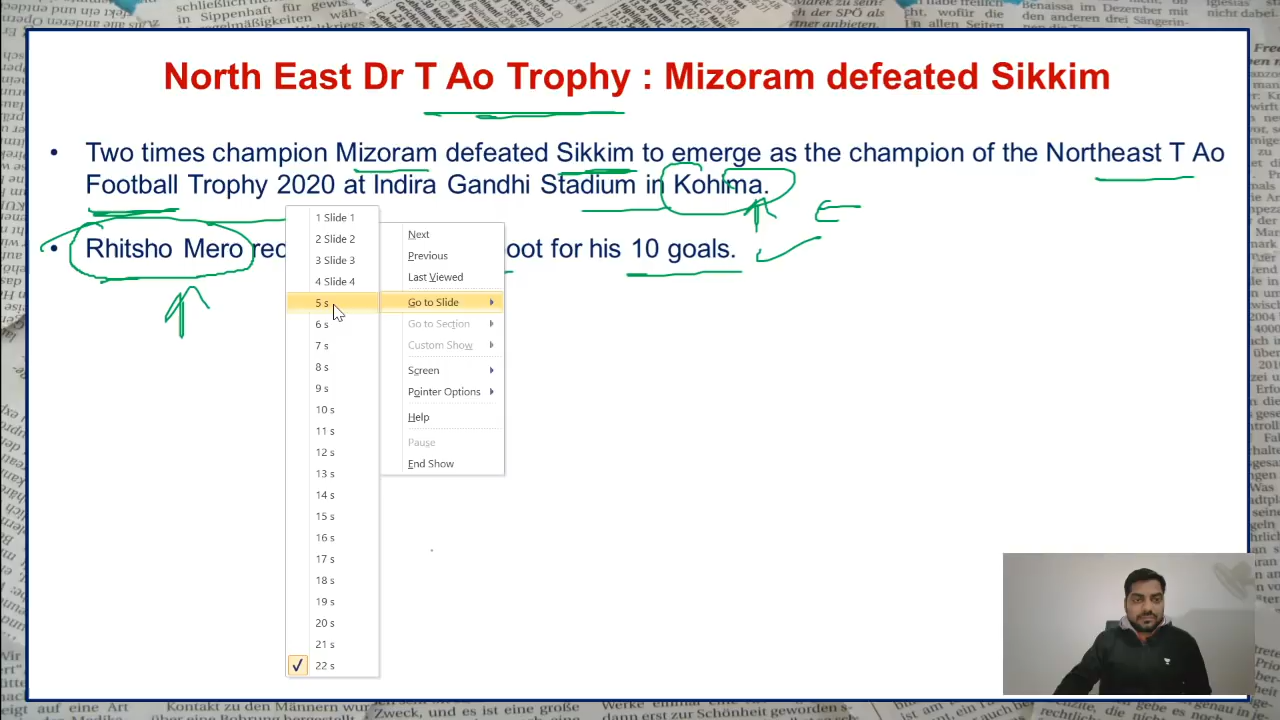 North East Dr T Ao Trophy : Mizoram defeated Sikkim
• Two times champion Mizoram defeated Sikkim to emerge as the champion of the Northeast T Ao
Football Trophy 2020 at Indira Gandhi Stadium in Kohima.
• Rhitsho Mero rec oot for his 10 goals.
E
1 Slide 1
2 Slide 2
3 Slide 3
4 Slide 4
5 s
6 s
7 s
8 s
9 s
10 s
11 s
12 s
13 s
14 s
15 s
16 s
17 s
18 s
19 s
20 s
21 s
22 s
Next
Previous
Last Viewed
Go to Slide
Go to Section
Custom Show
Screen
Pointer Options
Help
Pause
End Show